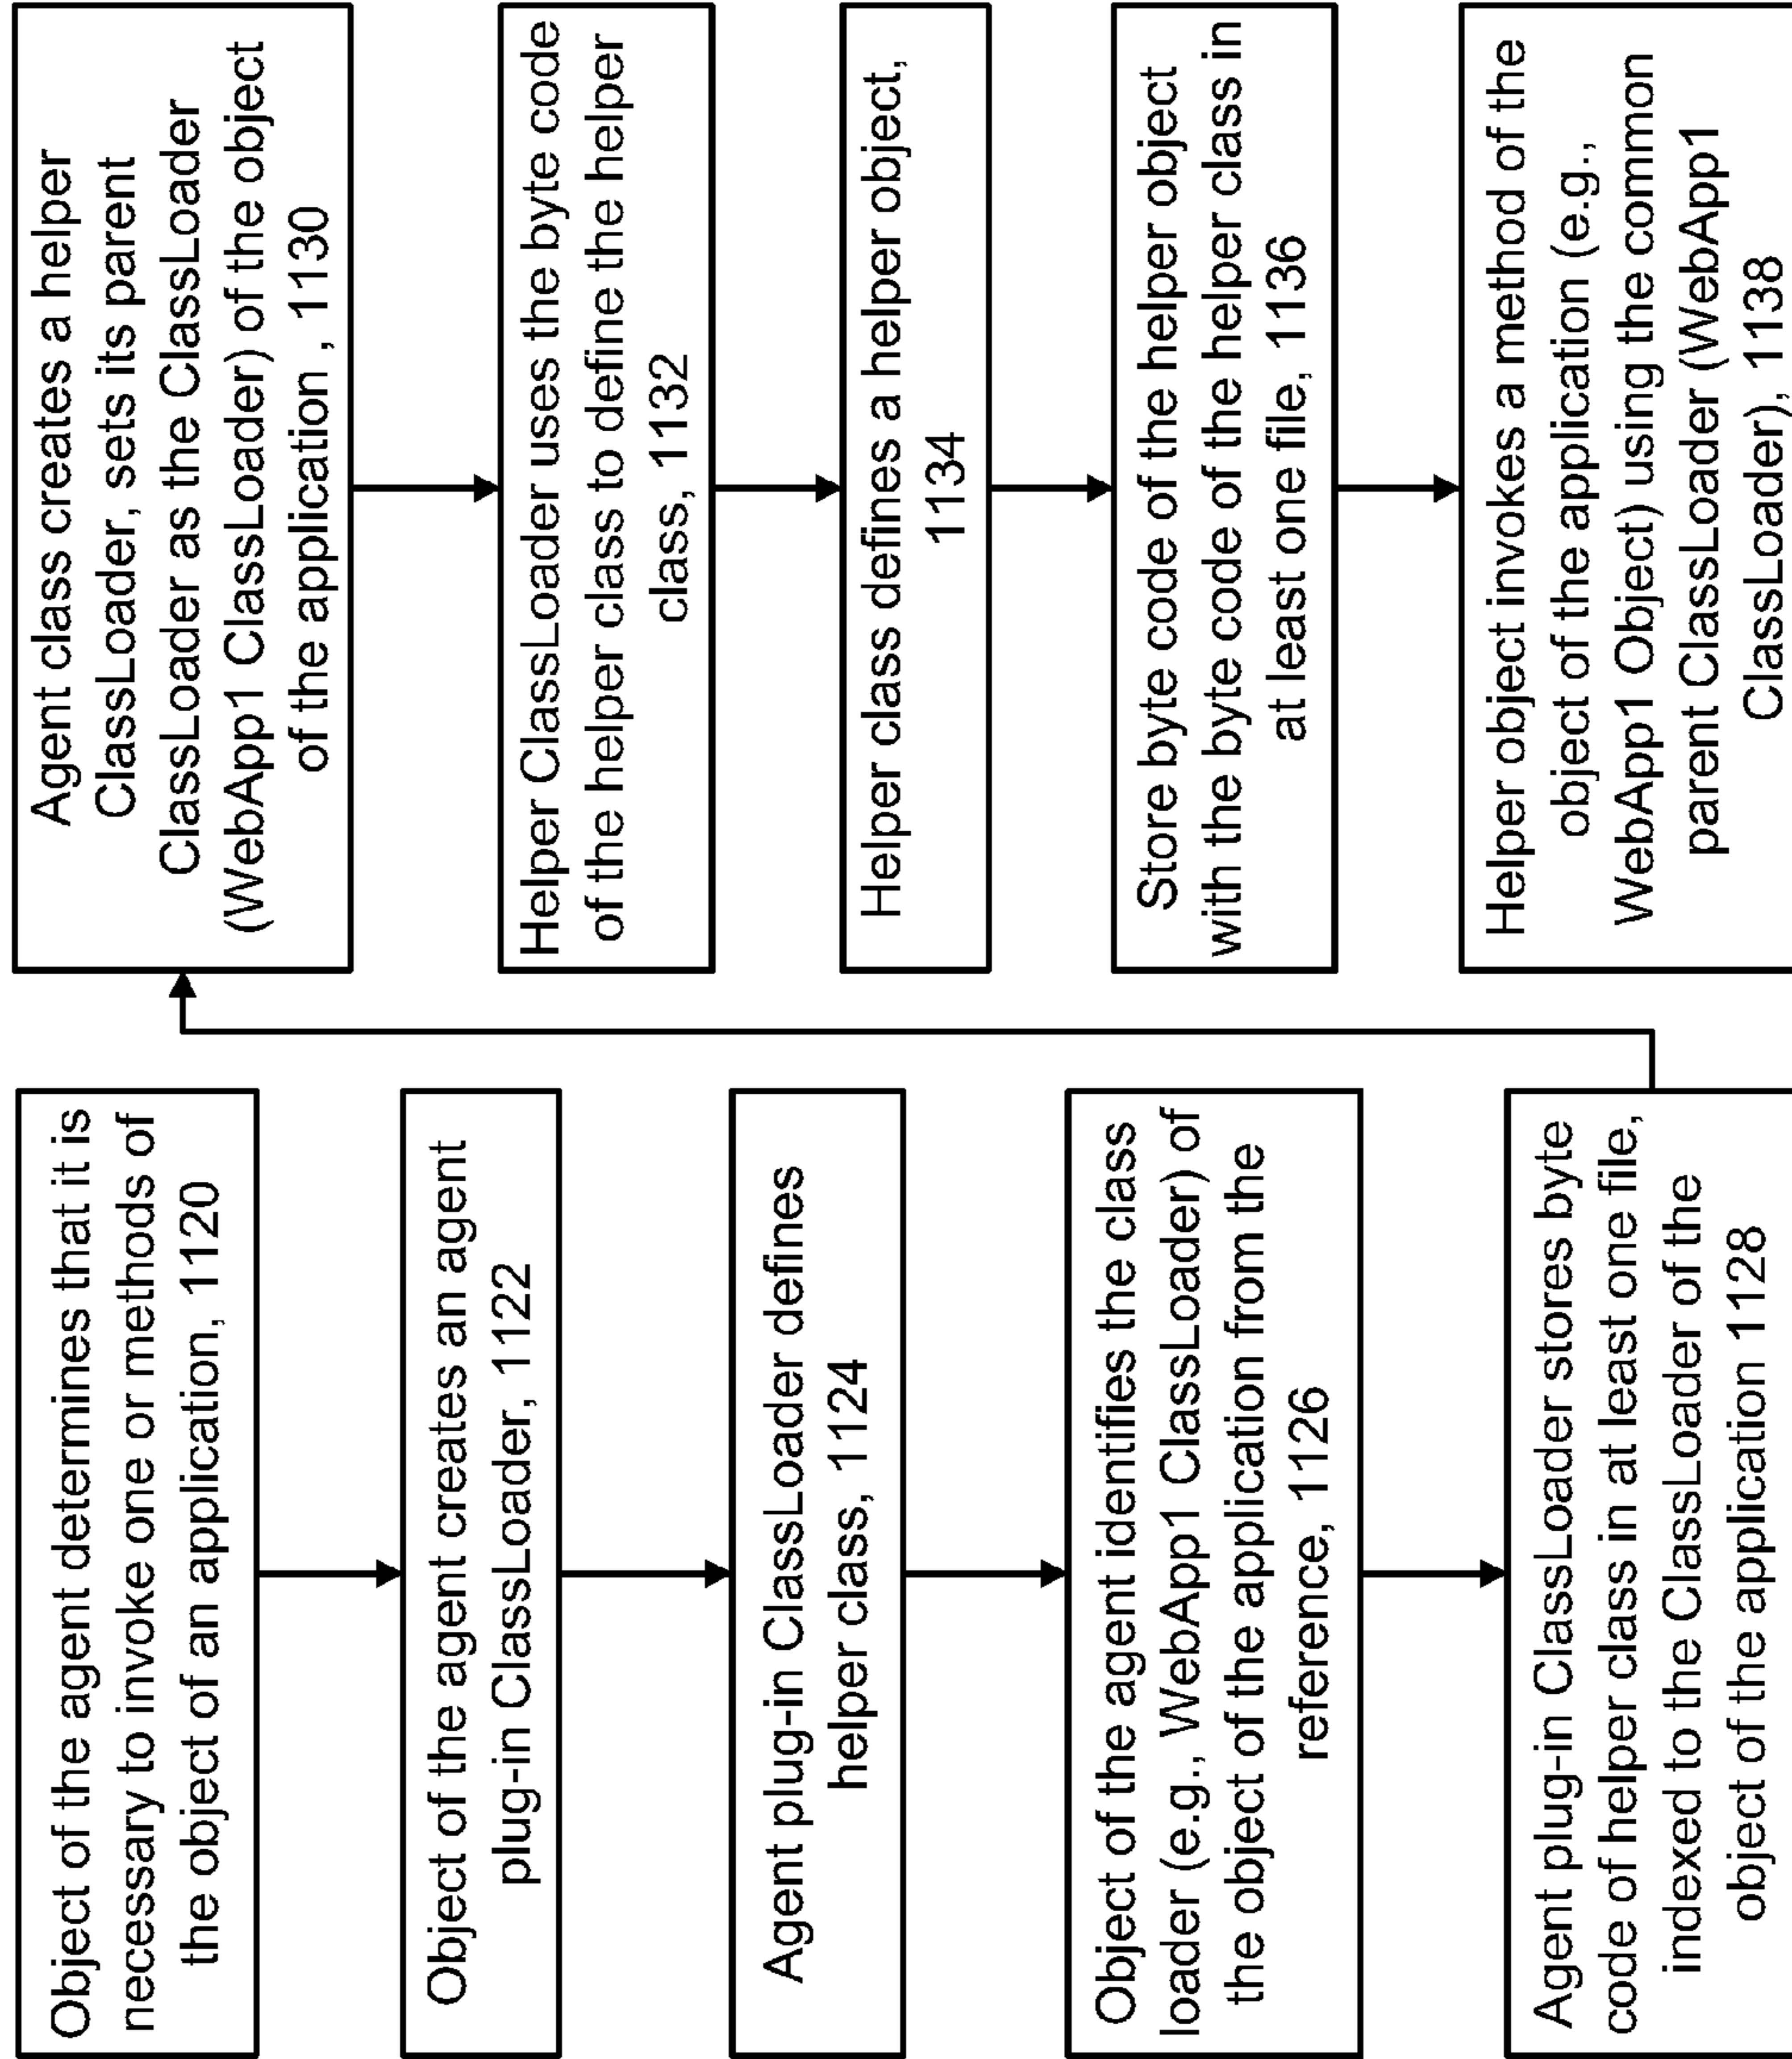 Object of the agent determines that it is
necessary to invoke one or methods of
the object of an application, 1120
Object of the agent creates an agent
plug-in ClassLoader, 1122
Agent plug-in ClassLoader defines
helper class, 1124
Object of the agent identifies the class
loader (e.g., WebApp1 ClassLoader) of
the object of the application from the
reference, 1126
Agent plug-in ClassLoader stores byte
code of helper class in at least one file,
indexed to the ClassLoader of the
object of the application 1128
Agent class creates a helper
ClassLoader, sets its parent
ClassLoader as the ClassLoader
(WebApp1 ClassLoader) of the object
of the application , 1130
Helper ClassLoader uses the byte code
of the helper class to define the helper
class, 1132
Helper class defines a helper object,
1134
Store byte code of the helper object
with the byte code of the helper class in
at least one file, 1136
Helper object invokes a method of the
object of the application (e.g.,
WebApp1 Object) using the common
parent ClassLoader (WebApp1
ClassLoader), 1138